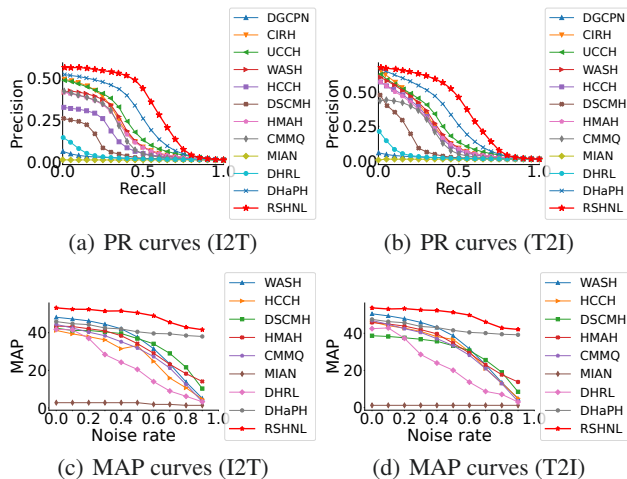 DGCPN
CIRH
UCCH
WASH
HCCH
DSCMH
HMAH
CMMQ
MIAN
DHRL
DHaPH
RSHNL
Precision
0.50
0.25
0.00
0.0
0.5
1.0
Recall
(a) PR curves (I2T)
DGCPN
CIRH
UCCH
WASH
HCCH
DSCMH
HMAH
CMMQ
MIAN
DHRL
DHaPH
RSHNL
Precision
0.50
0.25
0.00
0.0
0.5
1.0
Recall
(b) PR curves (T2I)
WASH
HCCH
DSCMH
HMAH
CMMQ
MIAN
DHRL
DHaPH
RSHNL
MAP
40
20
0
0.0 0.2 0.4 0.6 0.8
Noise rate
(c) MAP curves (I2T)
WASH
HCCH
DSCMH
HMAH
CMMQ
MIAN
DHRL
DHaPH
RSHNL
MAP
40
20
0
0.0 0.2 0.4 0.6 0.8
Noise rate
(d) MAP curves (T2I)